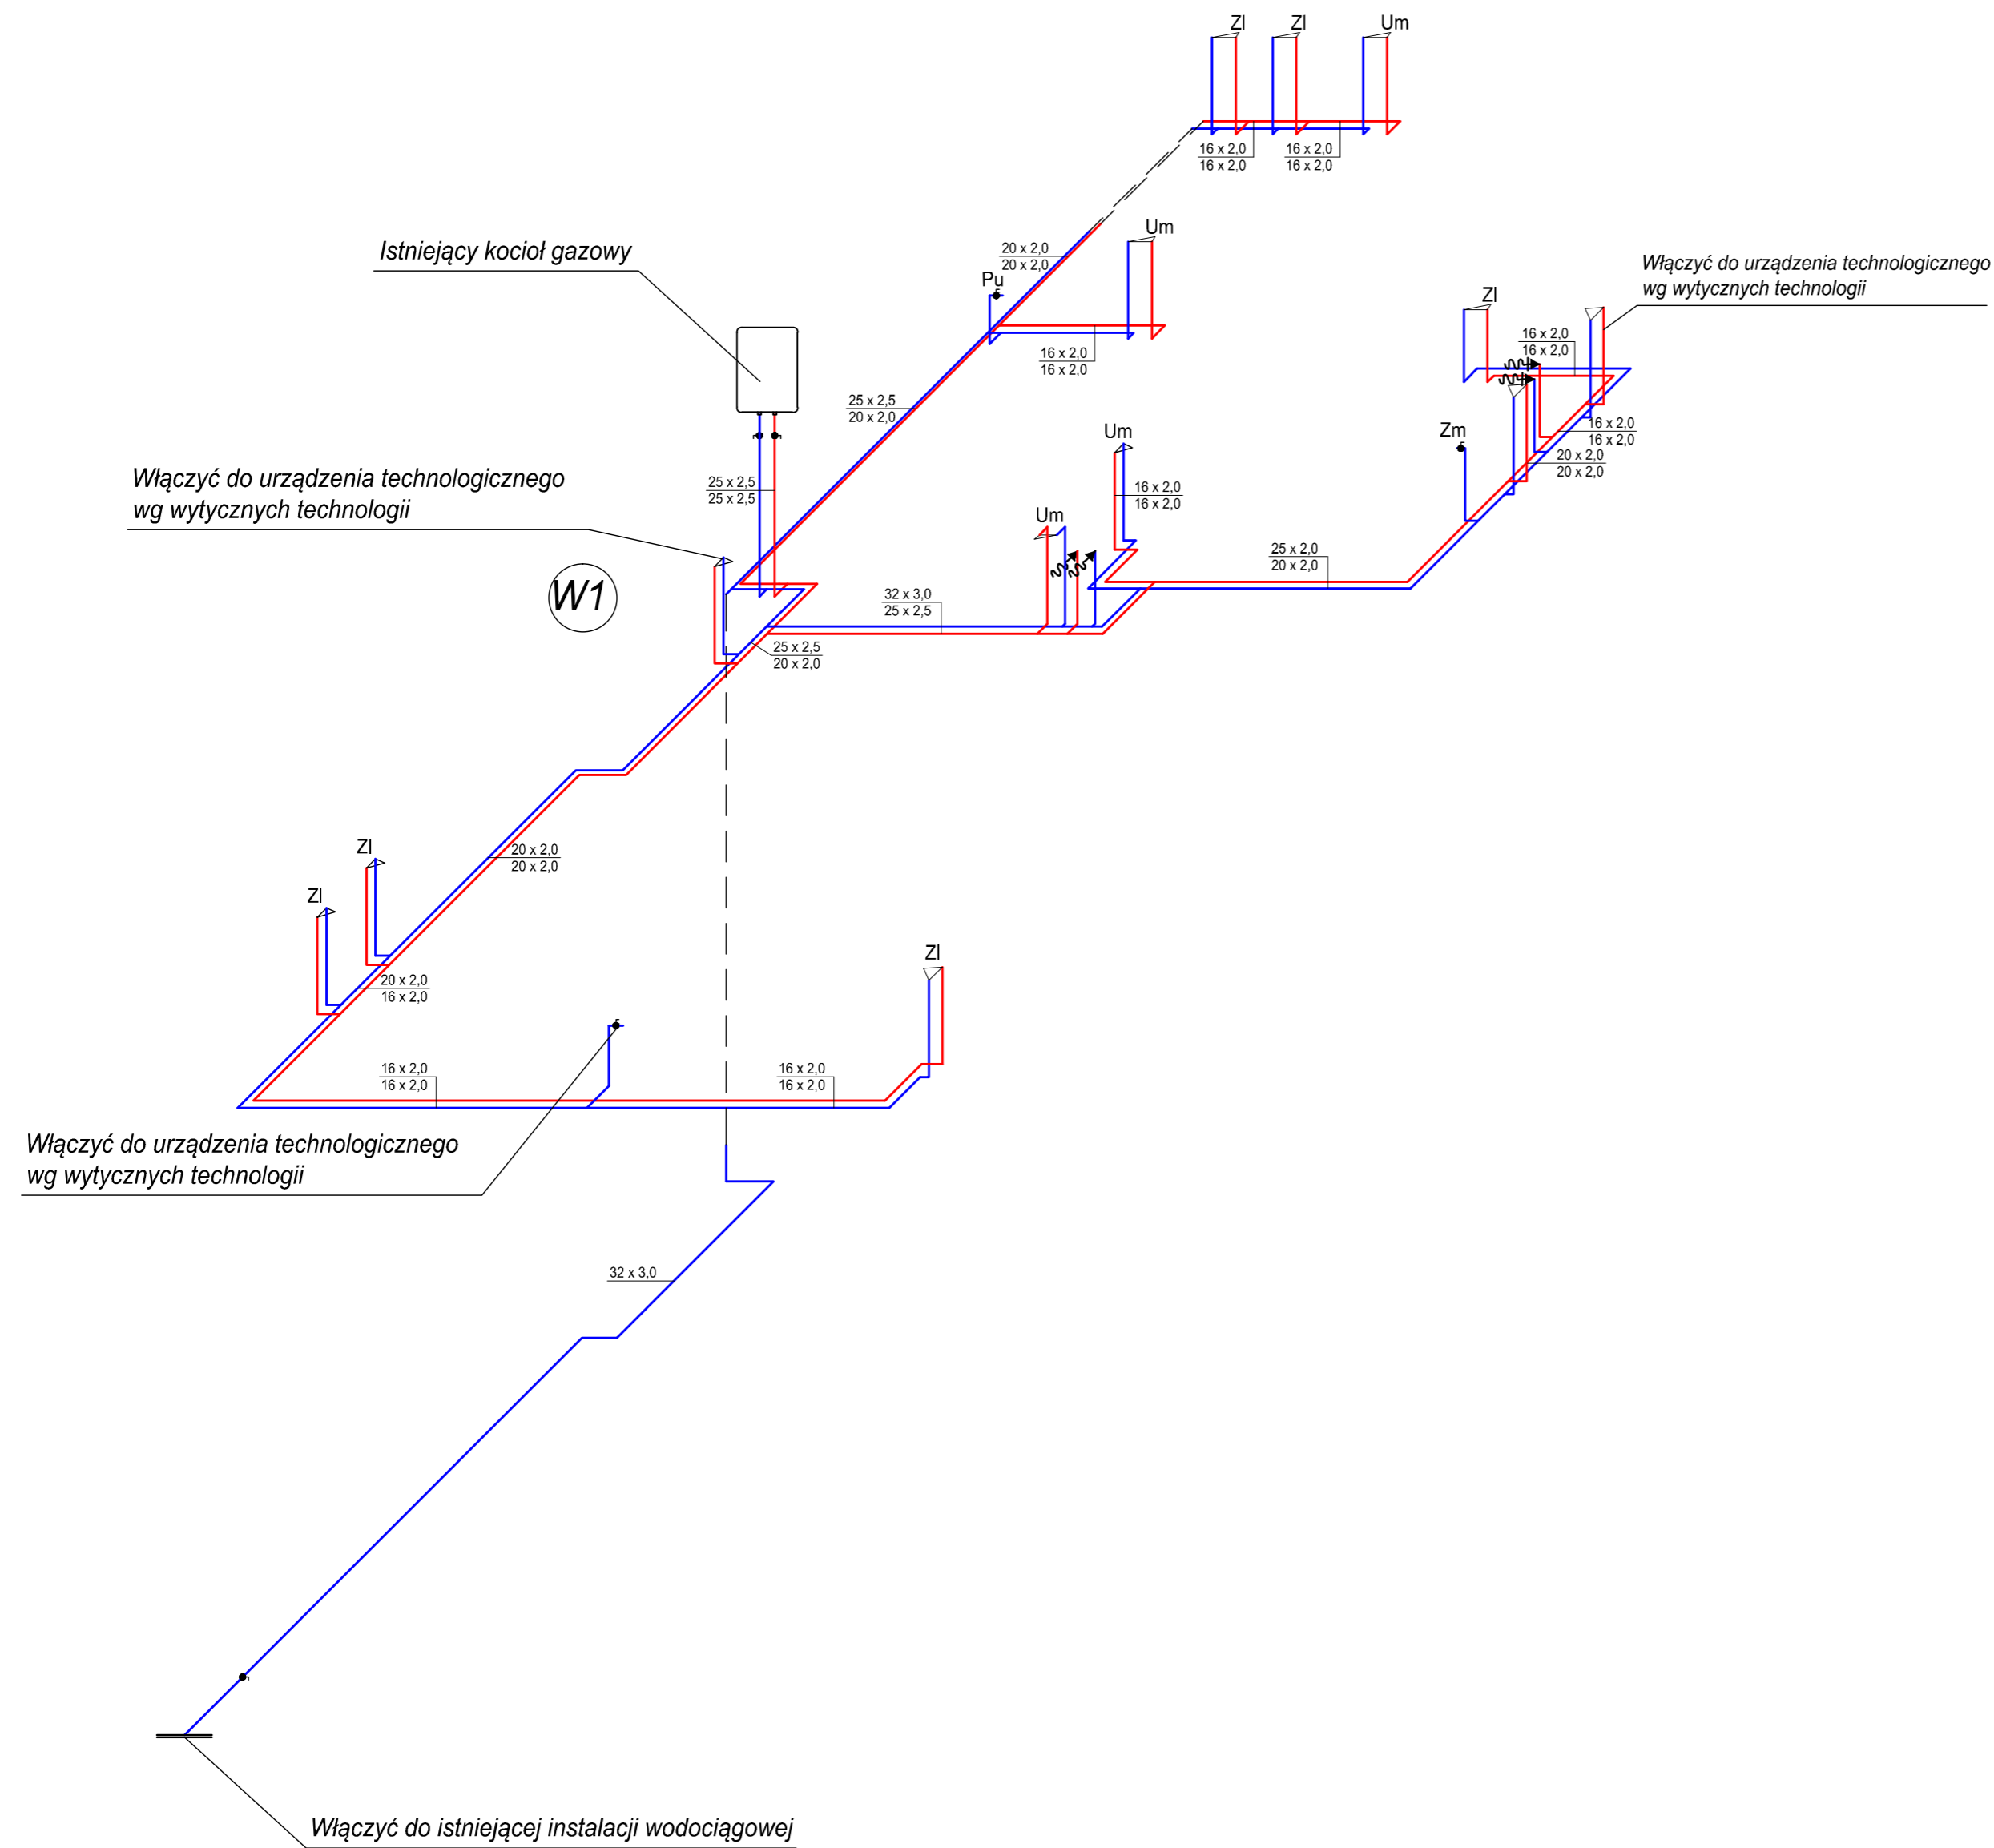 Zl
Zl
Um
16 x 2,0
16 x 2,0
16 x 2,0
16 x 2,0
Istniejący kocioł gazowy
20 x 2,0
20 x 2,0
Um
Pu
16 x 2,0
16 x 2,0
Włączyć do urządzenia technologicznego
wg wytycznych technologii
Zl
16 x 2,0
16 x 2,0
25 x 2,5
20 x 2,0
Um
Zm
16 x 2,0
16 x 2,0
20 x 2,0
20 x 2,0
Włączyć do urządzenia technologicznego
wg wytycznych technologii
25 x 2,5
25 x 2,5
16 x 2,0
16 x 2,0
Um
25 x 2,0
20 x 2,0
W1
32 x 3,0
25 x 2,5
25 x 2,5
20 x 2,0
20 x 2,0
20 x 2,0
Zl
Zl
20 x 2,0
16 x 2,0
Zl
16 x 2,0
16 x 2,0
16 x 2,0
16 x 2,0
Włączyć do urządzenia technologicznego
wg wytycznych technologii
32 x 3,0
Włączyć do istniejącej instalacji wodociągowej